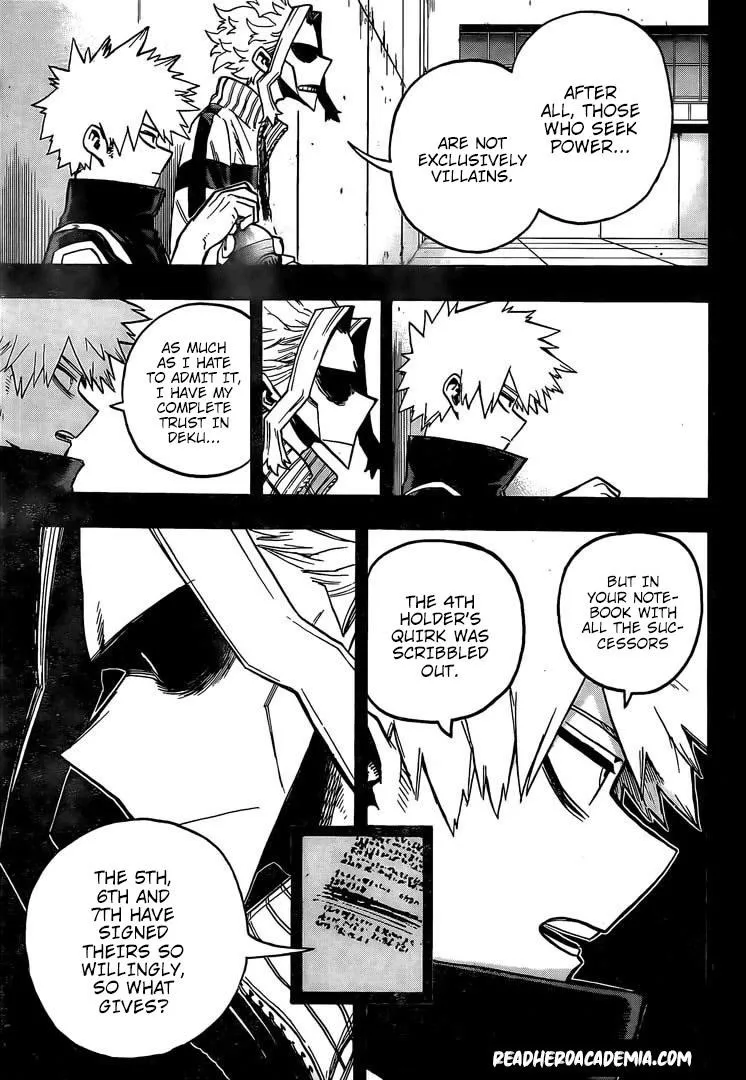 AFTER
ALL, THOSE
WHO SEEK
POWER...
ARE NOT
EXCLUSIVELY
VILLAINS.
AS MUCH
AS I HATE
TO ADMIT IT,
I HAVE MY
COMPLETE
TRUST IN
DEKU...
BUT IN
YOUR NOTE-
BOOK WITH
ALL THE SUC-
CESSORS
THE 4TH
HOLDER'S
QUIRK WAS
SCRIBBLED
OUT.
THE 5TH,
6TH AND
7TH HAVE
SIGNED
THEIRS SO
WILLINGLY,
SO WHAT
GIVES?
READHEROACADEMIA.COM